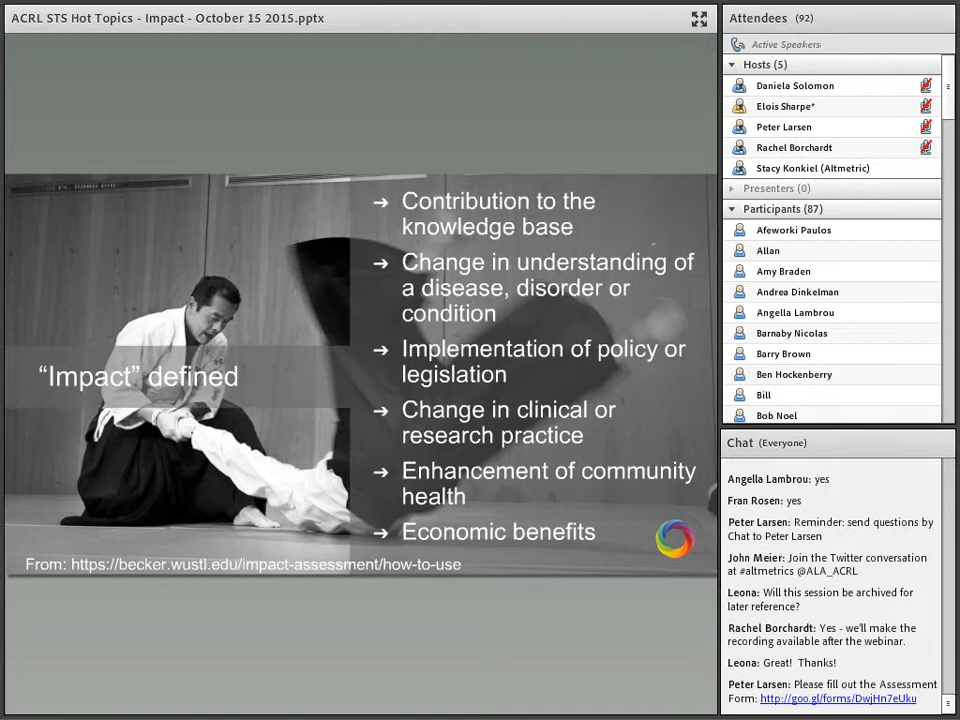 ACRL STS Hot Topics - Impact - October 15 2015.pptx
“Impact” defined
➔ Contribution to the
knowledge base
➔ Change in understanding of
a disease, disorder or
condition
➔ Implementation of policy or
legislation
➔ Change in clinical or
research practice
➔ Enhancement of community
health
➔ Economic benefits
From: https://becker.wustl.edu/impact-assessment/how-to-use
Attendees (92)
Active Speakers
Hosts (5)
Daniela Solomon
Elois Sharpe*
Peter Larsen
Rachel Borchardt
Stacy Konkiel (Altmetric)
Presenters (0)
Participants (87)
Afeworki Paulos
Allan
Amy Braden
Andrea Dinkelman
Angella Lambrou
Barnaby Nicolas
Barry Brown
Ben Hockenberry
Bill
Bob Noel
Chat (Everyone)
Angella Lambrou: yes
Fran Rosen: yes
Peter Larsen: Reminder: send questions by
Chat to Peter Larsen
John Meier: Join the Twitter conversation
at #altmetrics @ALA_ACRL
Leona: Will this session be archived for
later reference?
Rachel Borchardt: Yes - we'll make the
recording available after the webinar.
Leona: Great! Thanks!
Peter Larsen: Please fill out the Assessment
Form: http://goo.gl/forms/DwjHn7eUku